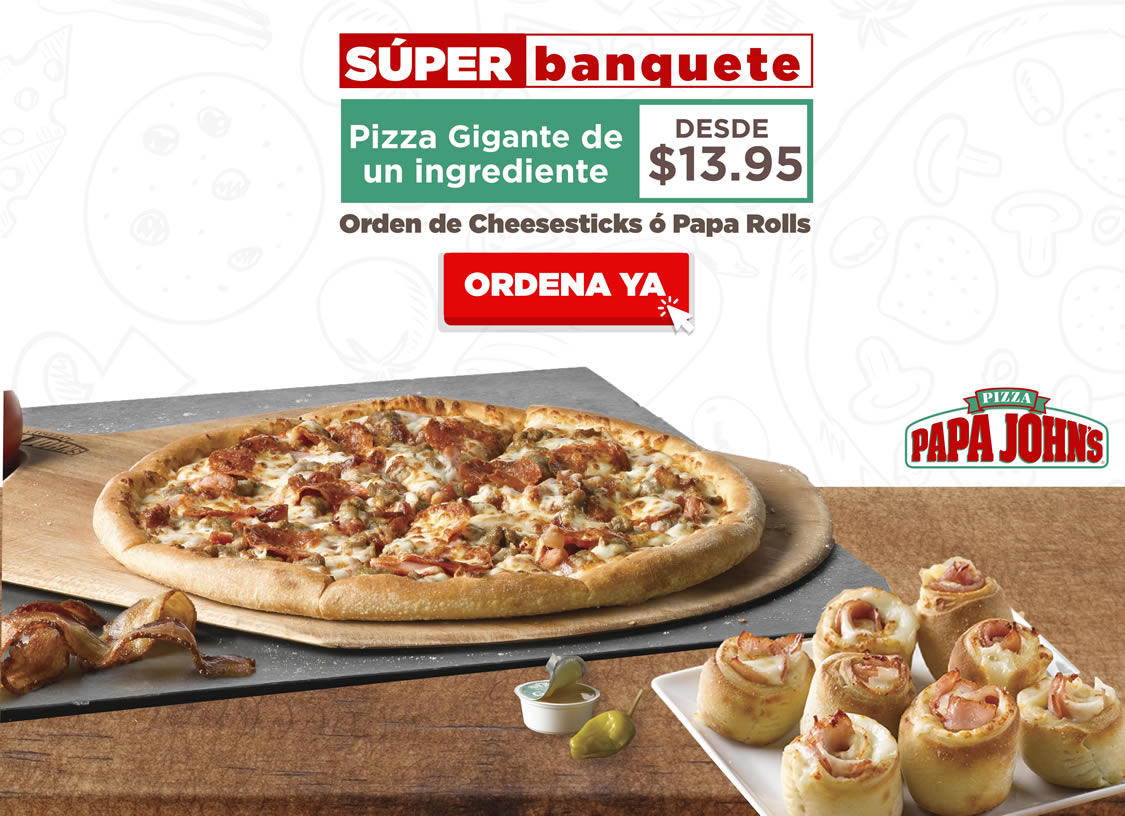 SÚPER banquete
Pizza Gigante de
un ingrediente
DESDE
$13.95
Orden de Cheesesticks ó Papa Rolls
ORDENA YA
PIZZA
PAPA JOHN'S